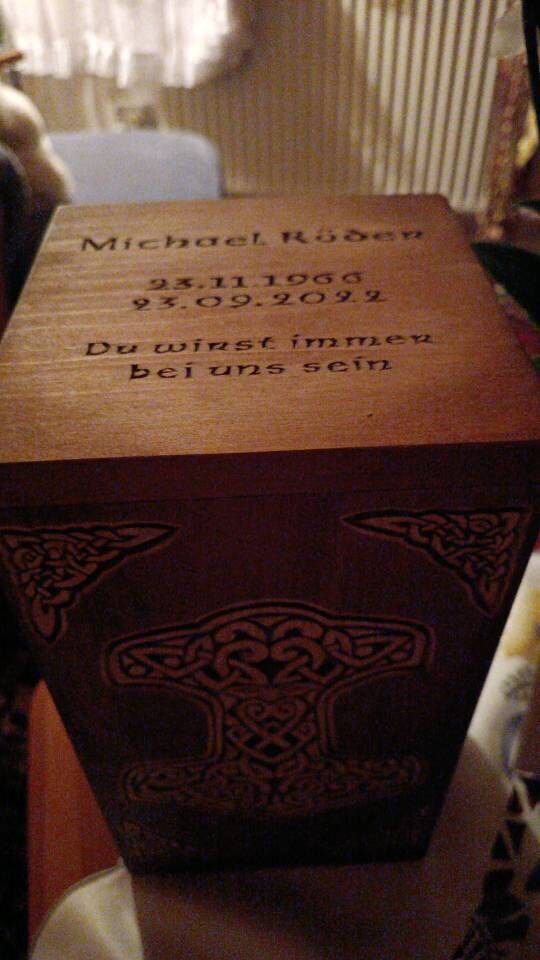 Michael Röden
23.11.1966
23.09.2022
Du wirst immer
bei uns sein